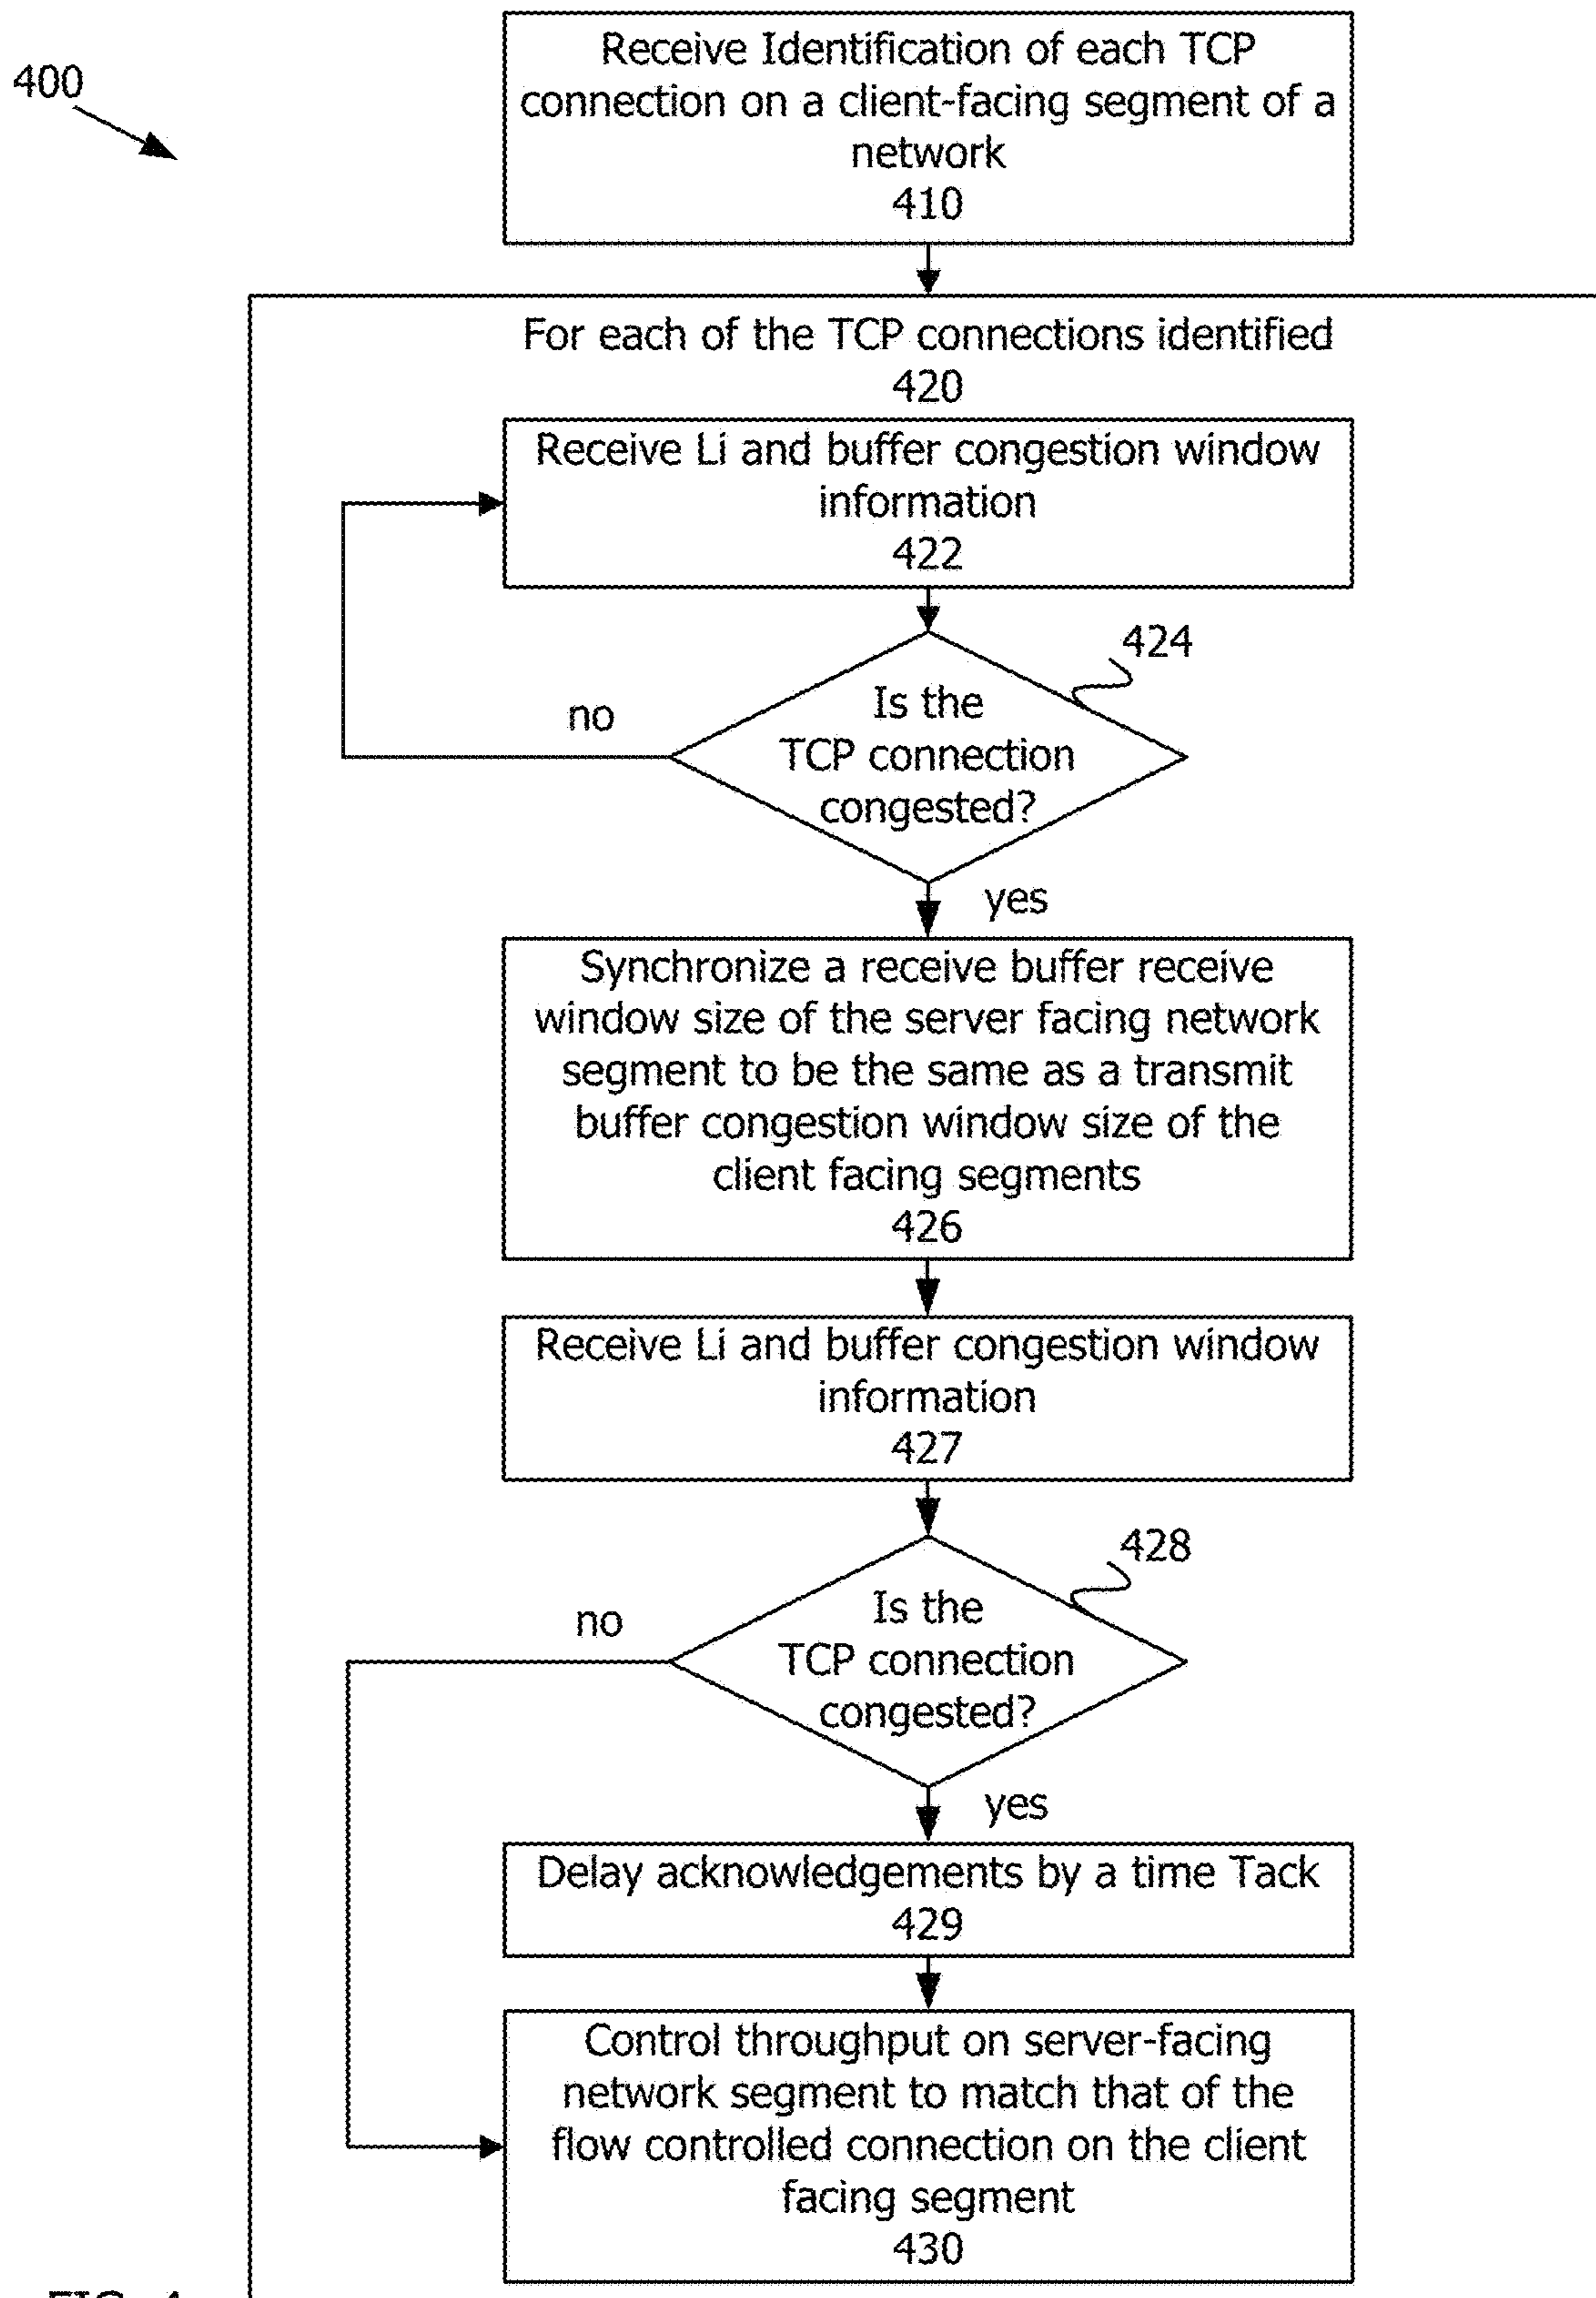 400
Receive Identification of each TCP
connection on a client-facing segment of a
network
410
For each of the TCP connections identified
420
Receive Li and buffer congestion window
information
422
424
Is the
TCP connection
congested?
no
yes
Synchronize a receive buffer receive
window size of the server facing network
segment to be the same as a transmit
buffer congestion window size of the
client facing segments
426
Receive Li and buffer congestion window
information
427
428
Is the
TCP connection
congested?
no
yes
Delay acknowledgements by a time Tack
429
Control throughput on server-facing
network segment to match that of the
flow controlled connection on the client
facing segment
430